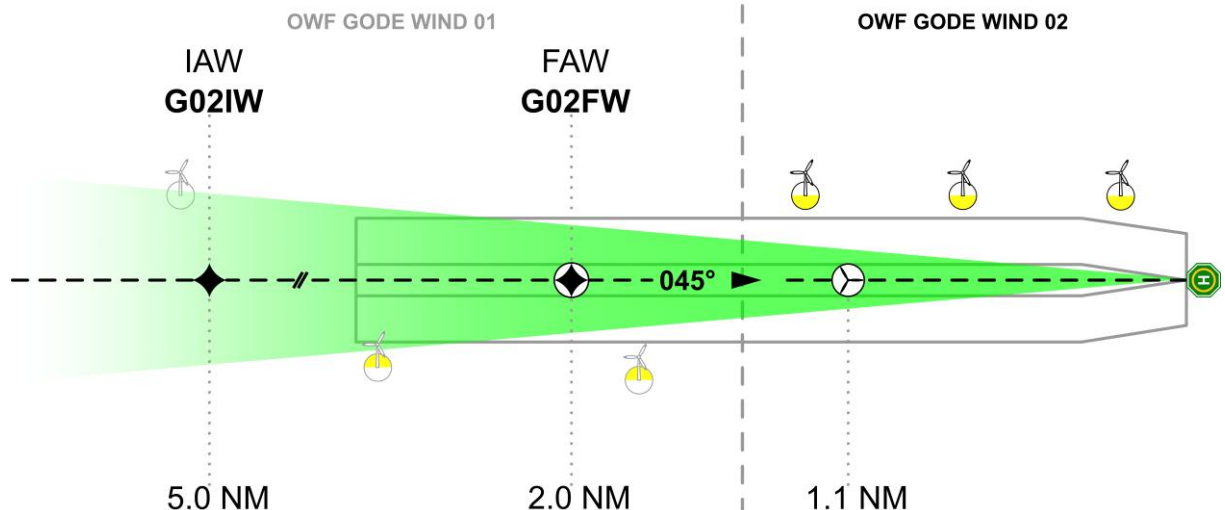 OWF GODE WIND 01
OWF GODE WIND 02
IAW
G02IW
FAW
G02FW
045°
H
5.0 NM
2.0 NM
1.1 NM